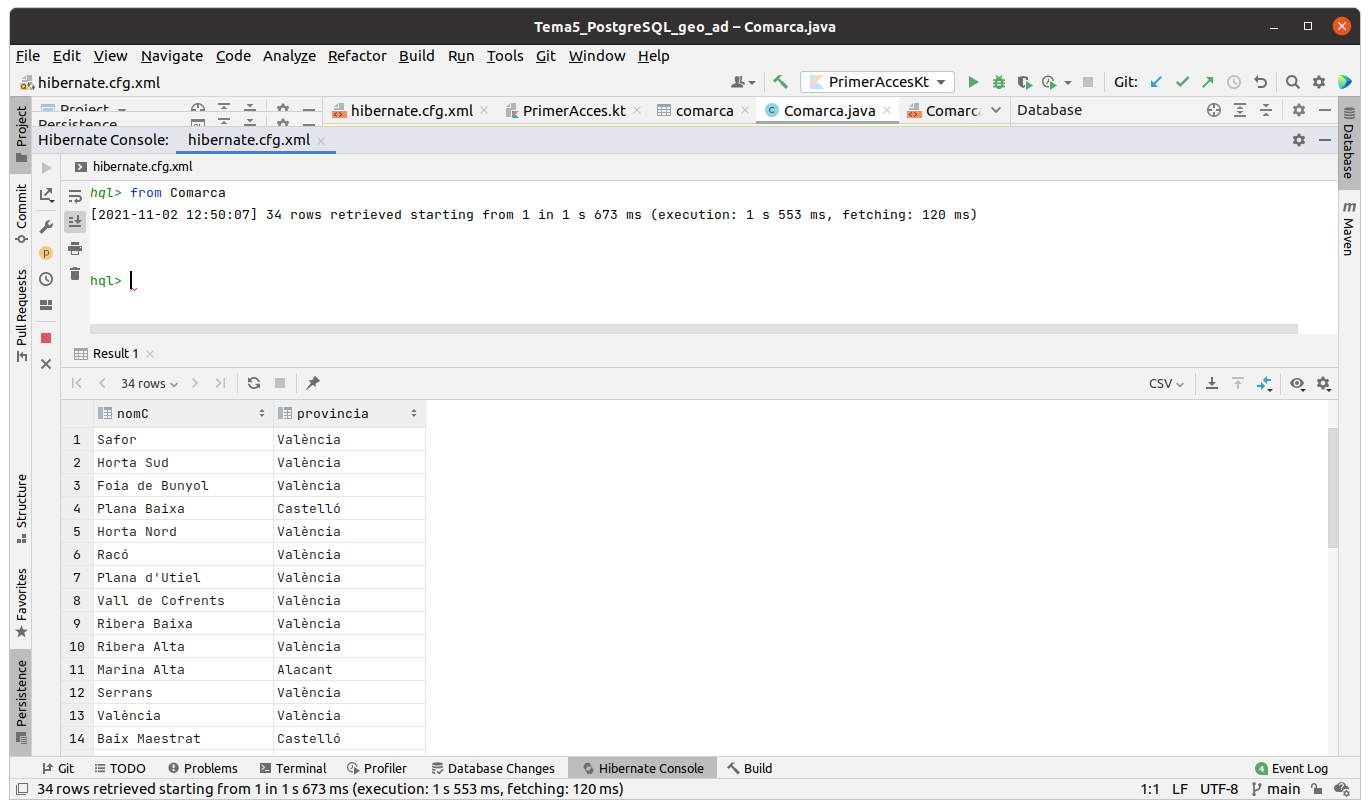 Tema5_PostgreSQL_geo_ad – Comarca.java
File Edit View Navigate Code Analyze Refactor Build Run Tools Git Window Help
hibernate.cfg.xml
PrimerAccesKt
Git:
Project
hibernate.cfg.xml
PrimerAcces.kt
comarca
Comarca.java
Comarc
Database
Persistence
Hibernate Console: hibernate.cfg.xml
hibernate.cfg.xml
hql> from Comarca
[2021-11-02 12:50:07] 34 rows retrieved starting from 1 in 1 s 673 ms (execution: 1 s 553 ms, fetching: 120 ms)
hql>
Result 1
34 rows
CSV
nomC provincia
1 Safor València
2 Horta Sud València
3 Foia de Bunyol València
4 Plana Baixa Castelló
5 Horta Nord València
6 Racó València
7 Plana d'Utiel València
8 Vall de Cofrents València
9 Ribera Baixa València
10 Ribera Alta València
11 Marina Alta Alacant
12 Serrans València
13 València València
14 Baix Maestrat Castelló
Project
Commit
Pull Requests
Structure
Favorites
Persistence
Database
m
Maven
p
c
Git TODO Problems Terminal Profiler Database Changes Hibernate Console Build 4 Event Log
34 rows retrieved starting from 1 in 1 s 673 ms (execution: 1 s 553 ms, fetching: 120 ms) 1:1 LF UTF-8 main